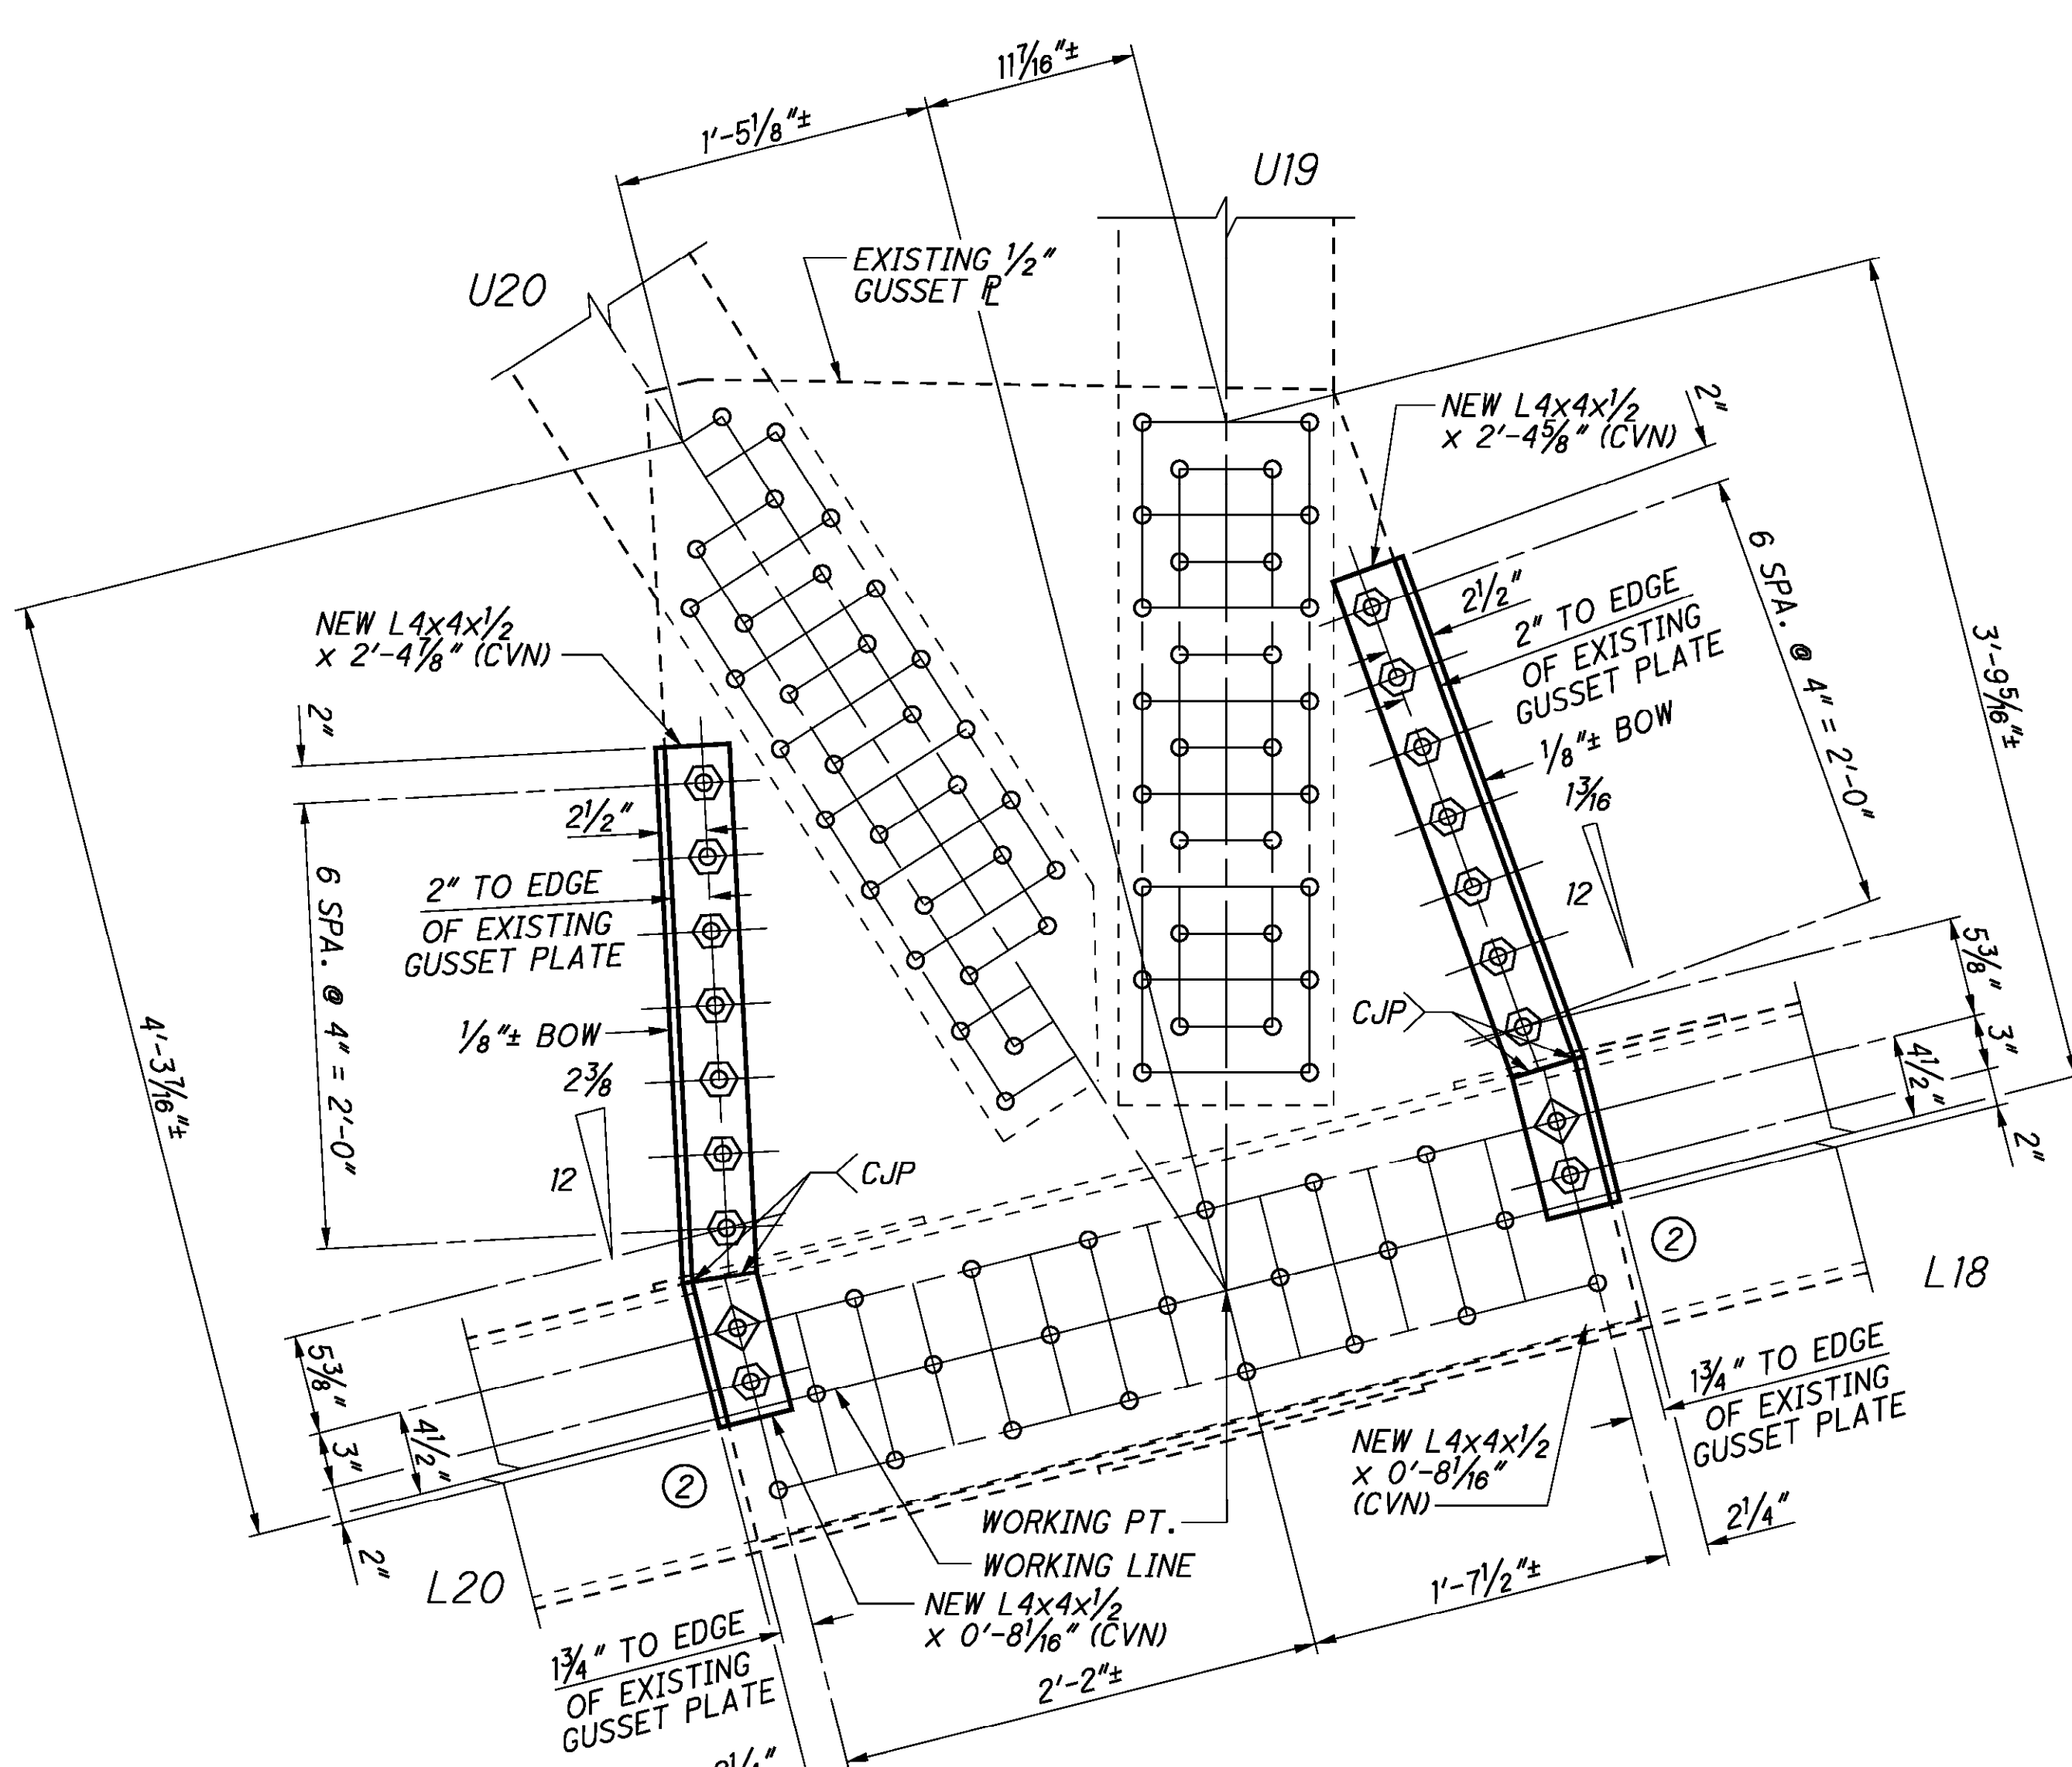 11 7/16"±
1'-5 1/8"±
U19
EXISTING 1/2"
GUSSET PL
U20
NEW L4x4x1/2
x 2'-4 5/8" (CVN)
2"
6 SPA. @ 4" = 2'-0"
2 1/2"
2" TO EDGE
OF EXISTING
GUSSET PLATE
1/8"± BOW
1 3/16
12
3'-9 5/16"±
NEW L4x4x1/2
x 2'-4 7/8" (CVN)
2"
2 1/2"
6 SPA. @ 4" = 2'-0"
2" TO EDGE
OF EXISTING
GUSSET PLATE
1/8"± BOW
2 3/8
12
4'-3 7/16"±
CJP
CJP
5 3/8"
3"
4 1/2"
2"
2
L18
5 3/8"
3"
4 1/2"
2"
2
L20
1 3/4" TO EDGE
OF EXISTING
GUSSET PLATE
2 1/4"
NEW L4x4x1/2
x 0'-8 1/16"
(CVN)
WORKING PT.
WORKING LINE
NEW L4x4x1/2
x 0'-8 1/16" (CVN)
1'-7 1/2"±
2'-2"±
1 3/4" TO EDGE
OF EXISTING
GUSSET PLATE